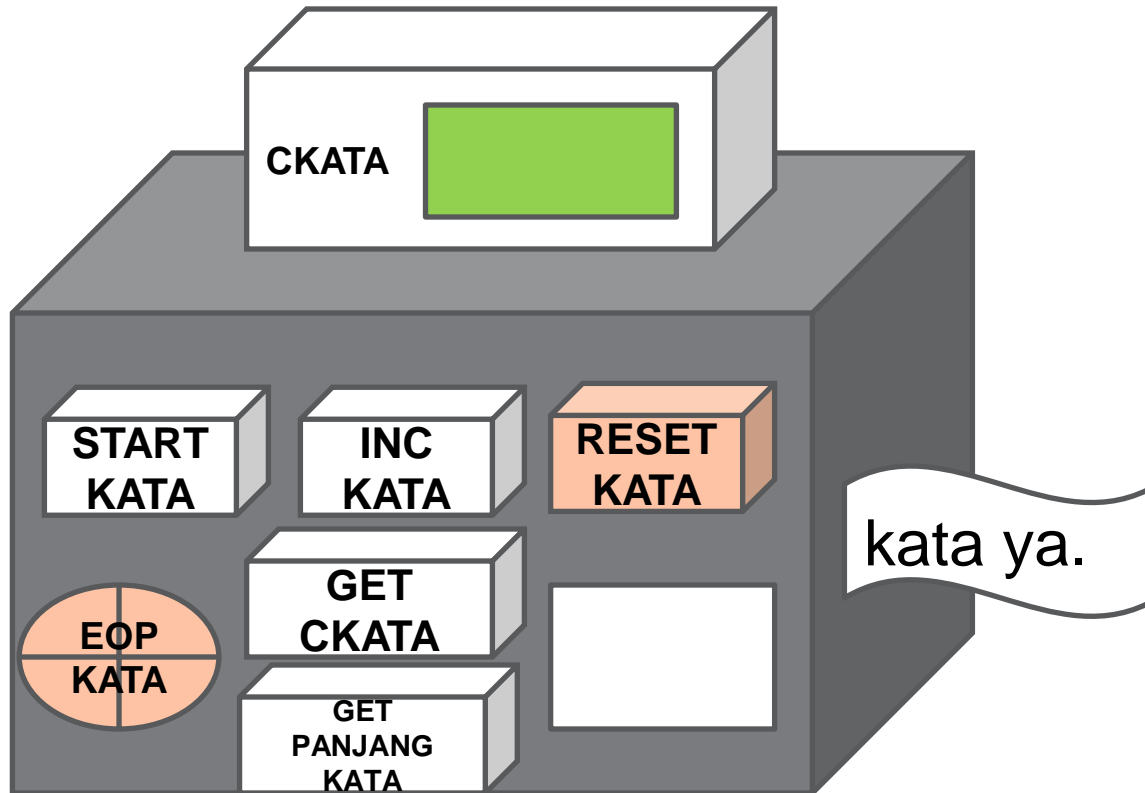 CKATA
START
KATA
INC
KATA
RESET
KATA
kata ya.
EOP
KATA
GET
CKATA
GET
PANJANG
KATA